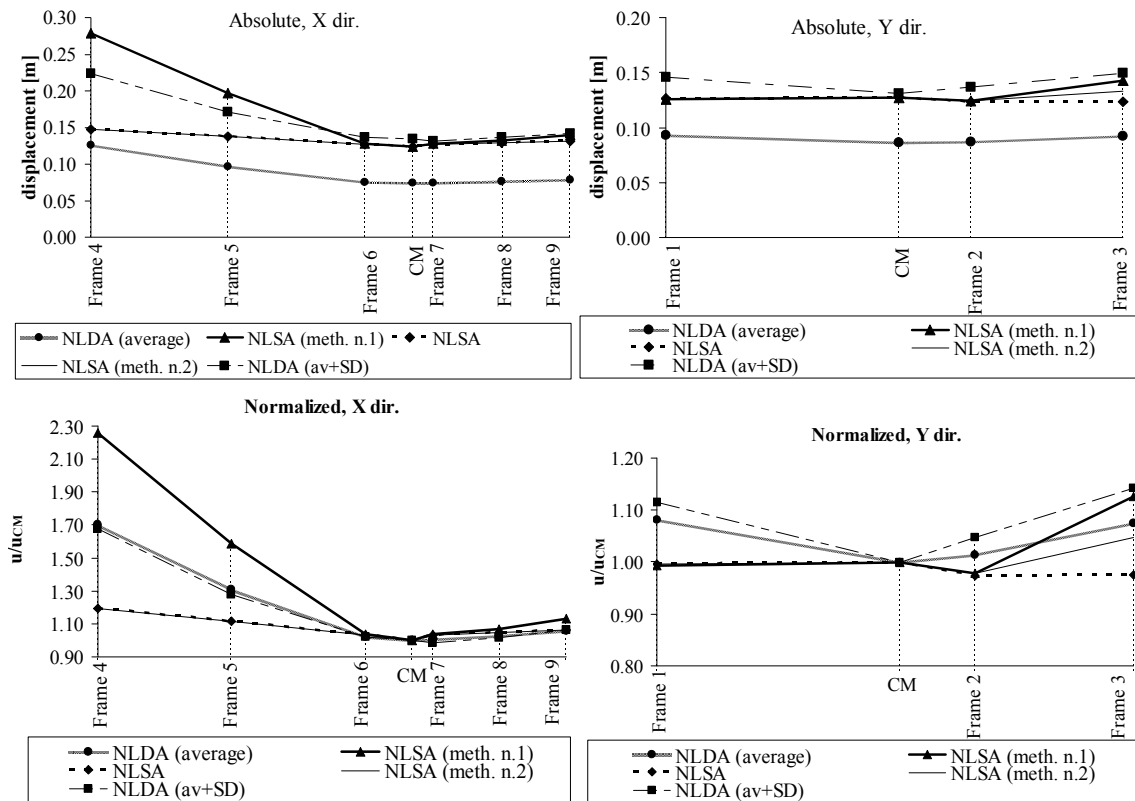 Absolute, X dir.
displacement [m]
0.30
0.25
0.20
0.15
0.10
0.05
0.00
Frame 4
Frame 5
Frame 6
CM
Frame 7
Frame 8
Frame 9
NLDA (average) NLSA (meth. n.1) NLSA
NLSA (meth. n.2) NLDA (av+SD)
Absolute, Y dir.
displacement [m]
0.20
0.15
0.10
0.05
0.00
Frame 1
CM
Frame 2
Frame 3
NLDA (average) NLSA (meth. n.1)
NLSA NLSA (meth. n.2)
NLDA (av+SD)
Normalized, X dir.
u/uCM
2.30
2.10
1.90
1.70
1.50
1.30
1.10
0.90
Frame 4
Frame 5
Frame 6
CM
Frame 7
Frame 8
Frame 9
NLDA (average) NLSA (meth. n.1)
NLSA NLSA (meth. n.2)
NLDA (av+SD)
Normalized, Y dir.
u/uCM
1.20
1.10
1.00
0.90
0.80
Frame 1
CM
Frame 2
Frame 3
NLDA (average) NLSA (meth. n.1)
NLSA NLSA (meth. n.2)
NLDA (av+SD)